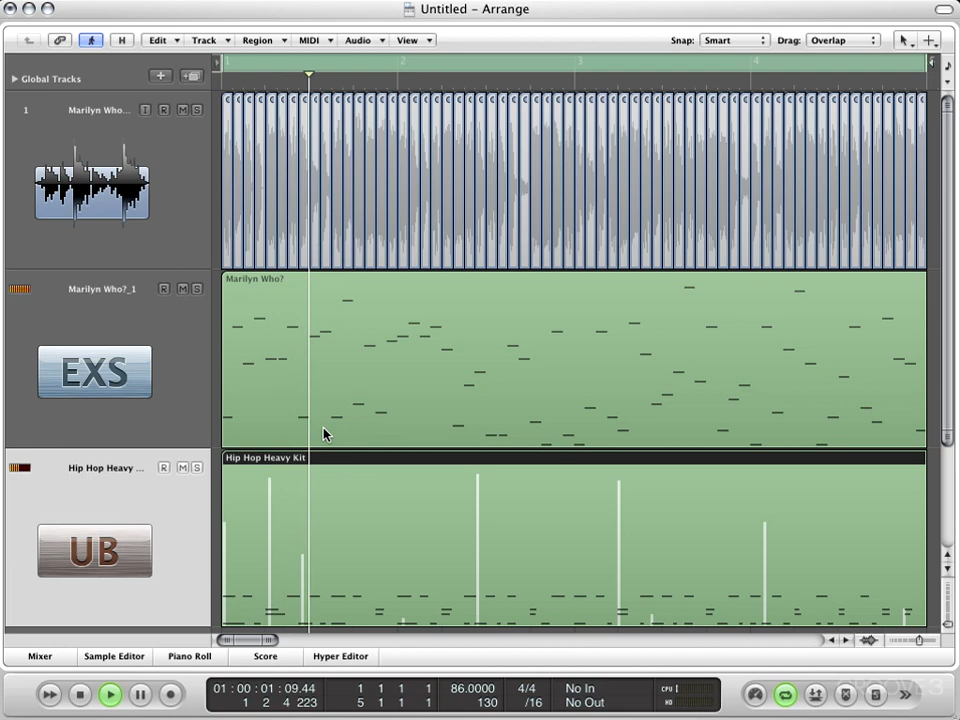 Untitled - Arrange
H Edit Track Region MIDI Audio View Snap: Smart Drag: Overlap
Global Tracks
1 2 3 4
1 Marilyn Who... I R M S
Marilyn Who?
Marilyn Who?_1 R M S
EXS
Hip Hop Heavy Kit
Hip Hop Heavy ... R M S
UB
Mixer Sample Editor Piano Roll Score Hyper Editor
01 : 00 : 01 : 09.44 1 1 1 1 86.0000 4/4 No In CPU
1 2 4 223 5 1 1 1 130 /16 No Out HD